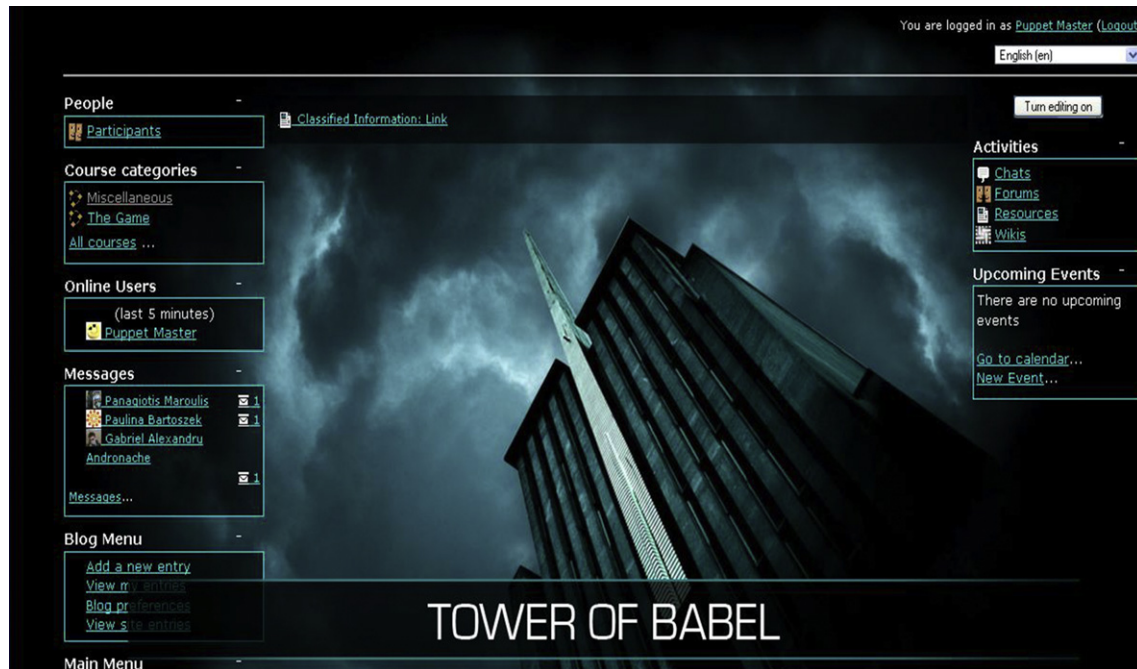 You are logged in as Puppet Master (Logout
English (en)
People -
Participants
Course categories -
Miscellaneous
The Game
All courses ...
Online Users -
(last 5 minutes)
Puppet Master
Messages -
Panagiotis Maroulis 1
Paulina Bartoszek 1
Gabriel Alexandru
Andronache
1
Messages...
Blog Menu -
Add a new entry
View my entries
Blog preferences
View site entries
Main Menu -
Classified Information: Link
Turn editing on
Activities -
Chats
Forums
Resources
Wikis
Upcoming Events -
There are no upcoming
events
Go to calendar...
New Event...
TOWER OF BABEL